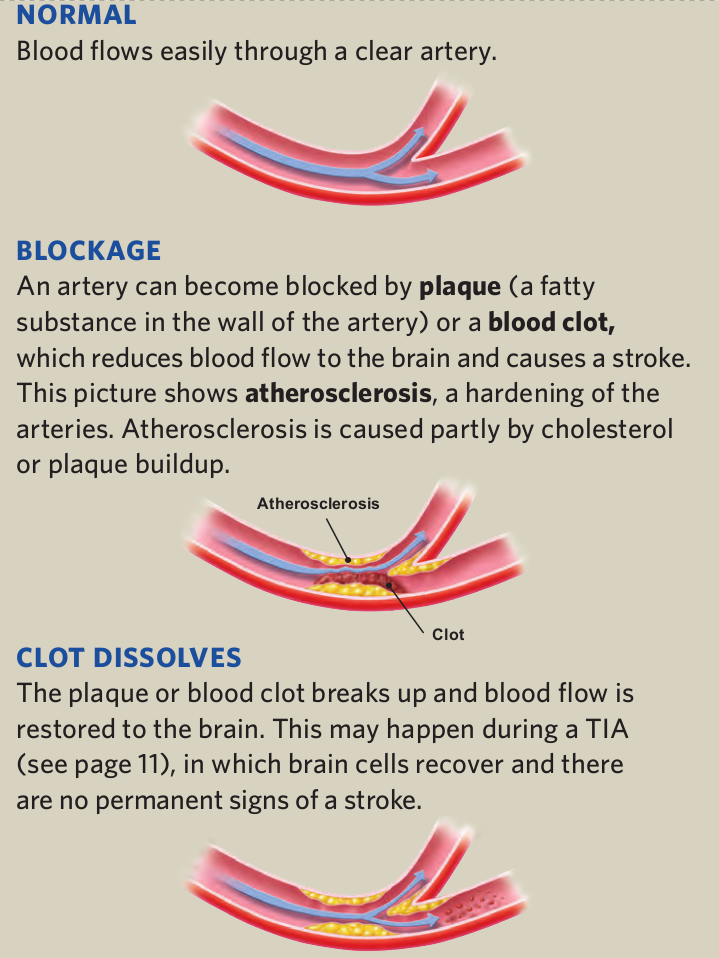 NORMAL
Blood flows easily through a clear artery.
BLOCKAGE
An artery can become blocked by plaque (a fatty
substance in the wall of the artery) or a blood clot,
which reduces blood flow to the brain and causes a stroke.
This picture shows atherosclerosis, a hardening of the
arteries. Atherosclerosis is caused partly by cholesterol
or plaque buildup.
Atherosclerosis
Clot
CLOT DISSOLVES
The plaque or blood clot breaks up and blood flow is
restored to the brain. This may happen during a TIA
(see page 11), in which brain cells recover and there
are no permanent signs of a stroke.